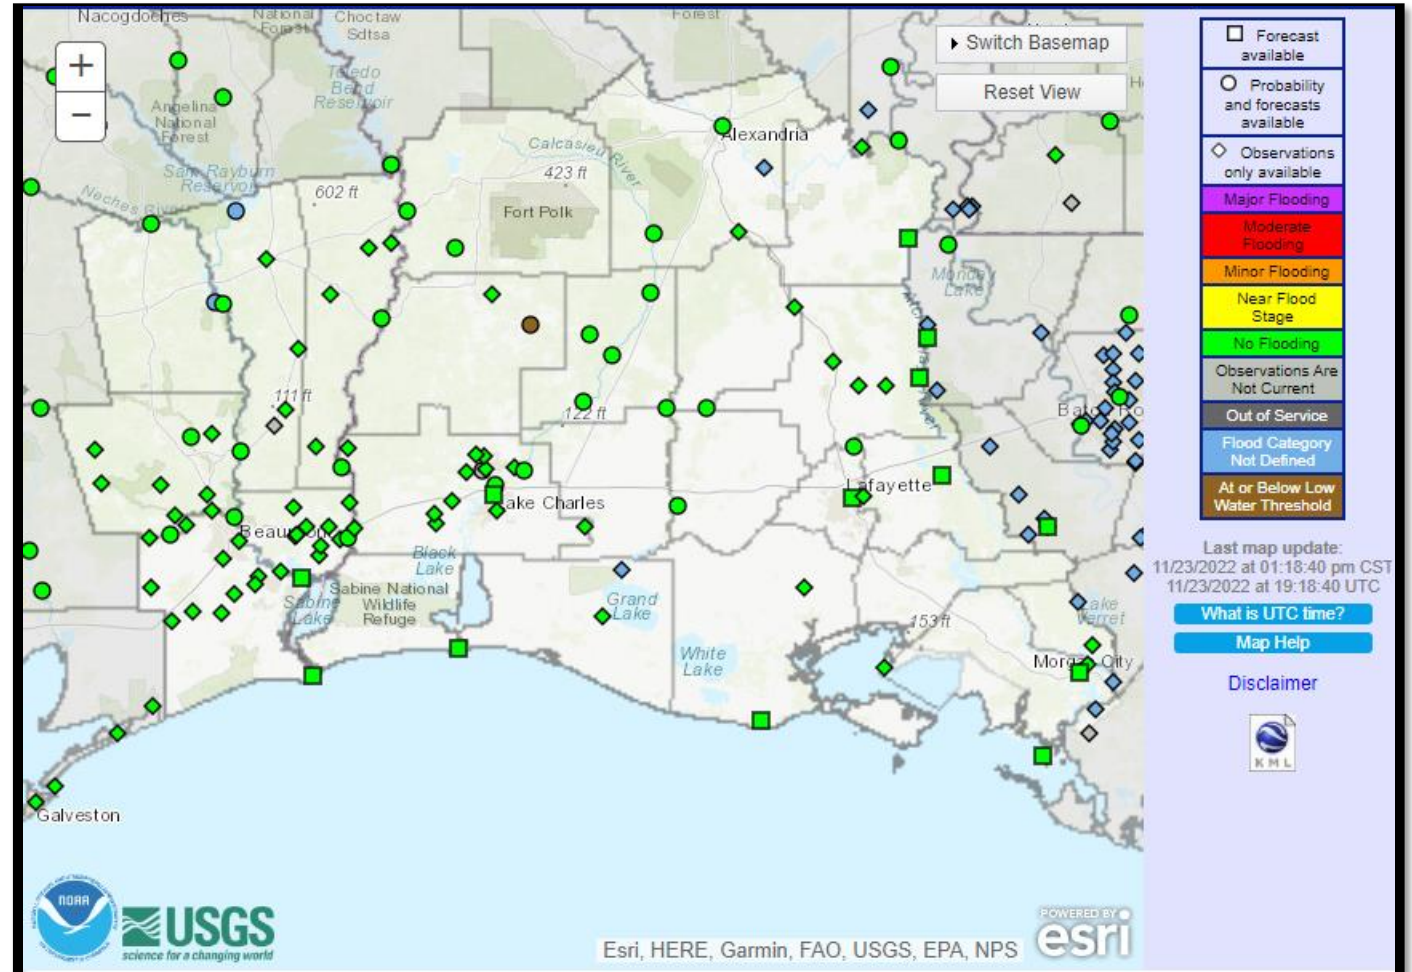 Nacogdoches
National
Forest
Choctaw
Sdtsa
Forest
+
−
Switch Basemap
Reset View
Toledo
Bend
Reservoir
Angelina
National
Forest
Alexandria
Calcasieu River
Sam Rayburn
Reservoir
Neches River
602 ft
423 ft
Fort Polk
111 ft
122 ft
Lake Charles
Lafayette
Beaumont
Black
Lake
Sabine National
Wildlife
Refuge
Sabine
Lake
Grand
Lake
White
Lake
153 ft
Lake
Verret
Morgan City
Galveston
NOAA
USGS
science for a changing world
POWERED BY
esri
Esri, HERE, Garmin, FAO, USGS, EPA, NPS
Forecast
available
Probability
and forecasts
available
Observations
only available
Major Flooding
Moderate
Flooding
Minor Flooding
Near Flood
Stage
No Flooding
Observations Are
Not Current
Out of Service
Flood Category
Not Defined
At or Below Low
Water Threshold
Last map update:
11/23/2022 at 01:18:40 pm CST
11/23/2022 at 19:18:40 UTC
What is UTC time?
Map Help
Disclaimer
KML